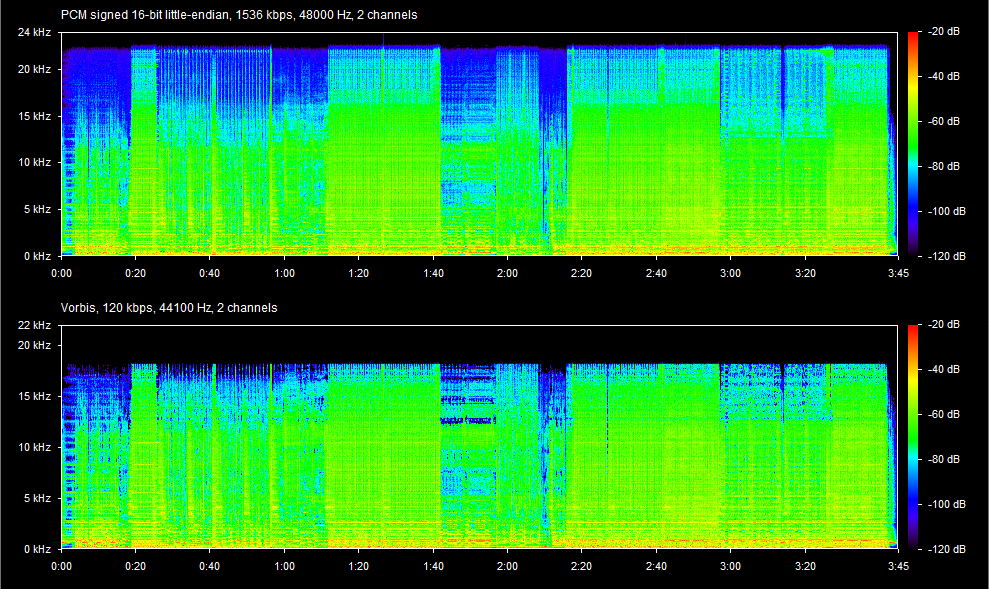 PCM signed 16-bit little-endian, 1536 kbps, 48000 Hz, 2 channels
24 kHz
20 kHz
15 kHz
10 kHz
5 kHz
0 kHz
0:00 0:20 0:40 1:00 1:20 1:40 2:00 2:20 2:40 3:00 3:20 3:45
-20 dB
-40 dB
-60 dB
-80 dB
-100 dB
-120 dB
Vorbis, 120 kbps, 44100 Hz, 2 channels
22 kHz
20 kHz
15 kHz
10 kHz
5 kHz
0 kHz
0:00 0:20 0:40 1:00 1:20 1:40 2:00 2:20 2:40 3:00 3:20 3:45
-20 dB
-40 dB
-60 dB
-80 dB
-100 dB
-120 dB